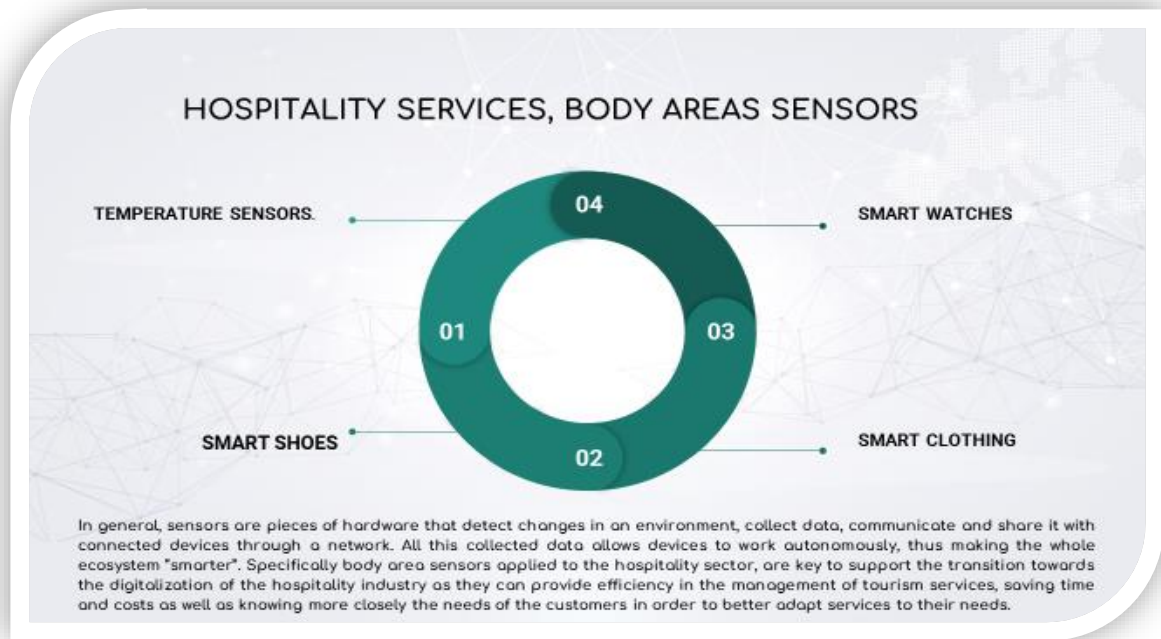 HOSPITALITY SERVICES, BODY AREAS SENSORS
TEMPERATURE SENSORS.
04
SMART WATCHES
01
03
SMART SHOES
02
SMART CLOTHING
In general, sensors are pieces of hardware that detect changes in an environment, collect data, communicate and share it with
connected devices through a network. All this collected data allows devices to work autonomously, thus making the whole
ecosystem "smarter". Specifically body area sensors applied to the hospitality sector, are key to support the transition towards
the digitalization of the hospitality industry as they can provide efficiency in the management of tourism services, saving time
and costs as well as knowing more closely the needs of the customers in order to better adapt services to their needs.